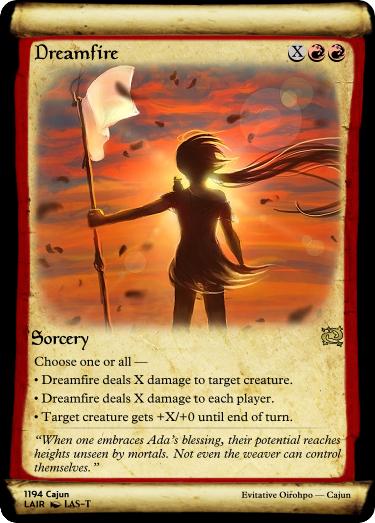 Dreamfire X
Sorcery
Choose one or all —
• Dreamfire deals X damage to target creature.
• Dreamfire deals X damage to each player.
• Target creature gets +X/+0 until end of turn.
“When one embraces Ada’s blessing, their potential reaches
heights unseen by mortals. Not even the weaver can control
themselves.”
1194 Cajun
LAIR LAS-T
Evitative Oirohpo — Cajun